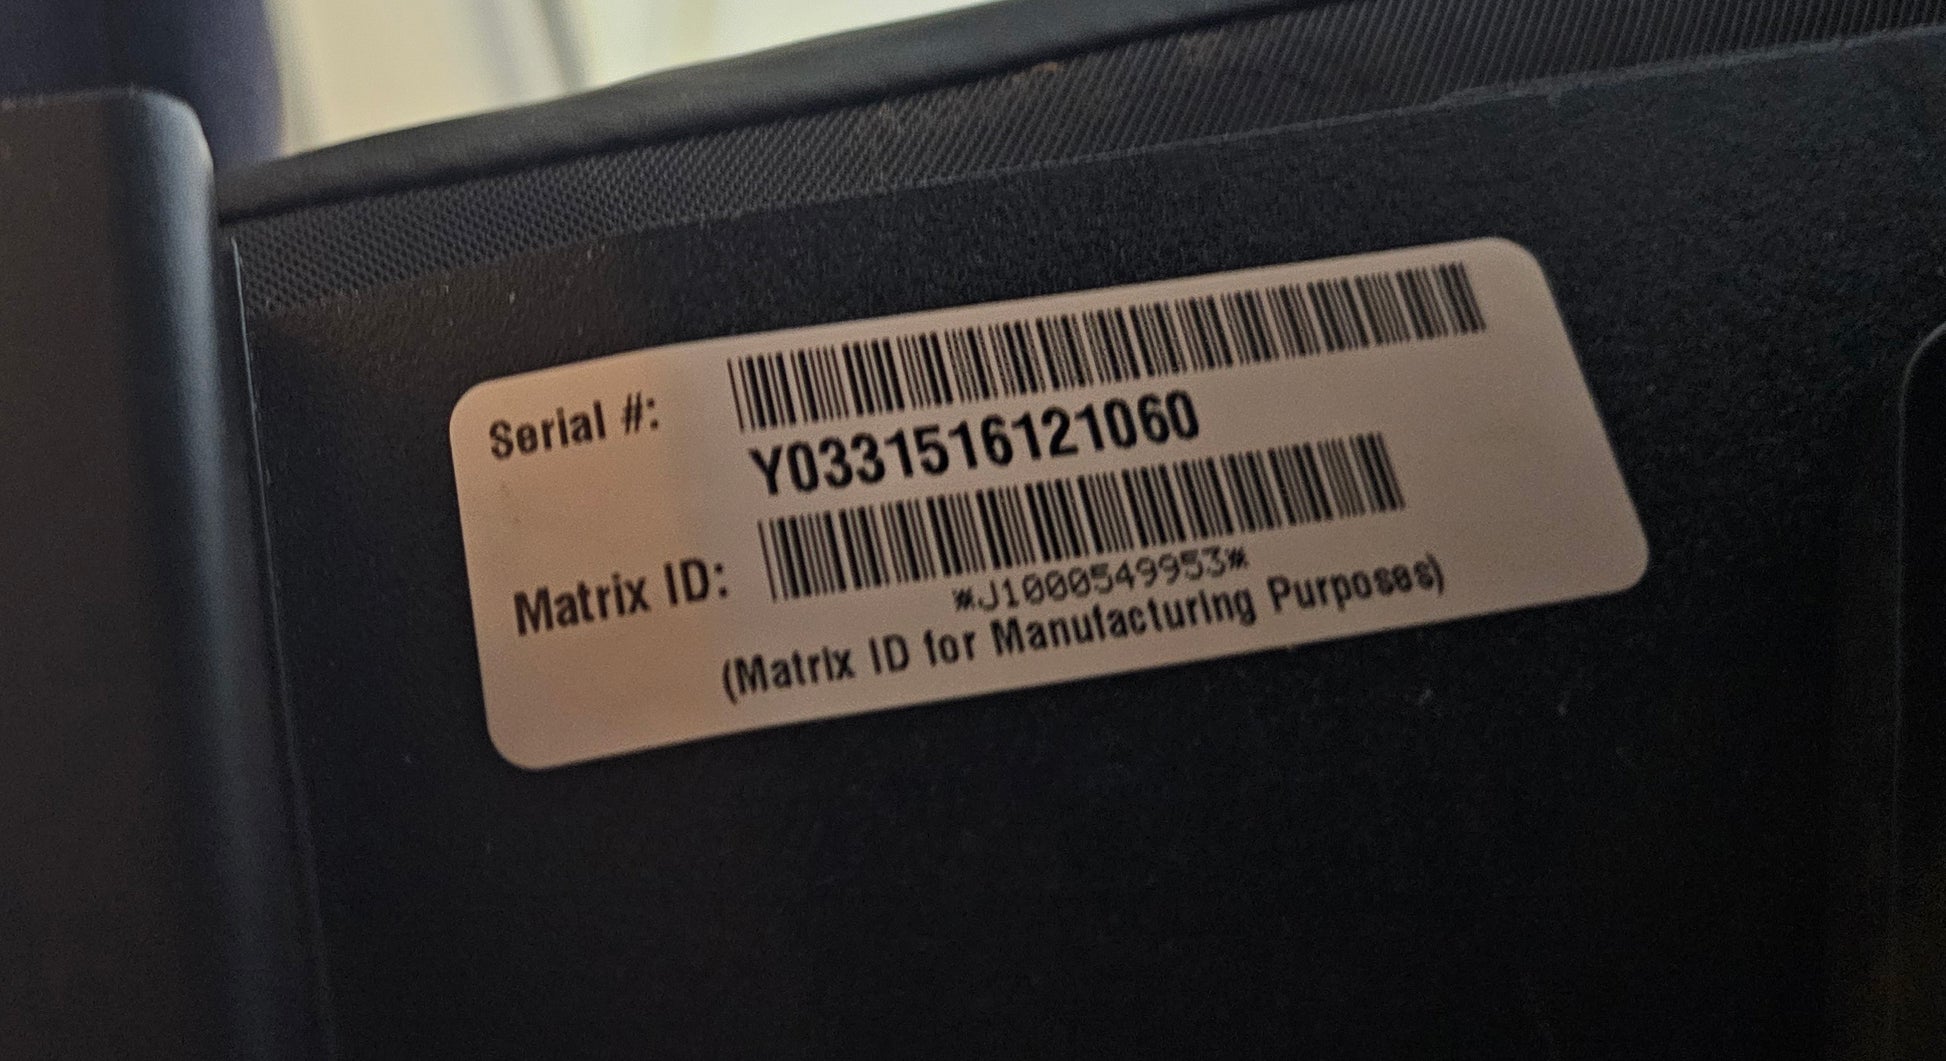 Serial #:
Y0331516121060
Matrix ID:
*J1000549953*
(Matrix ID for Manufacturing Purposes)